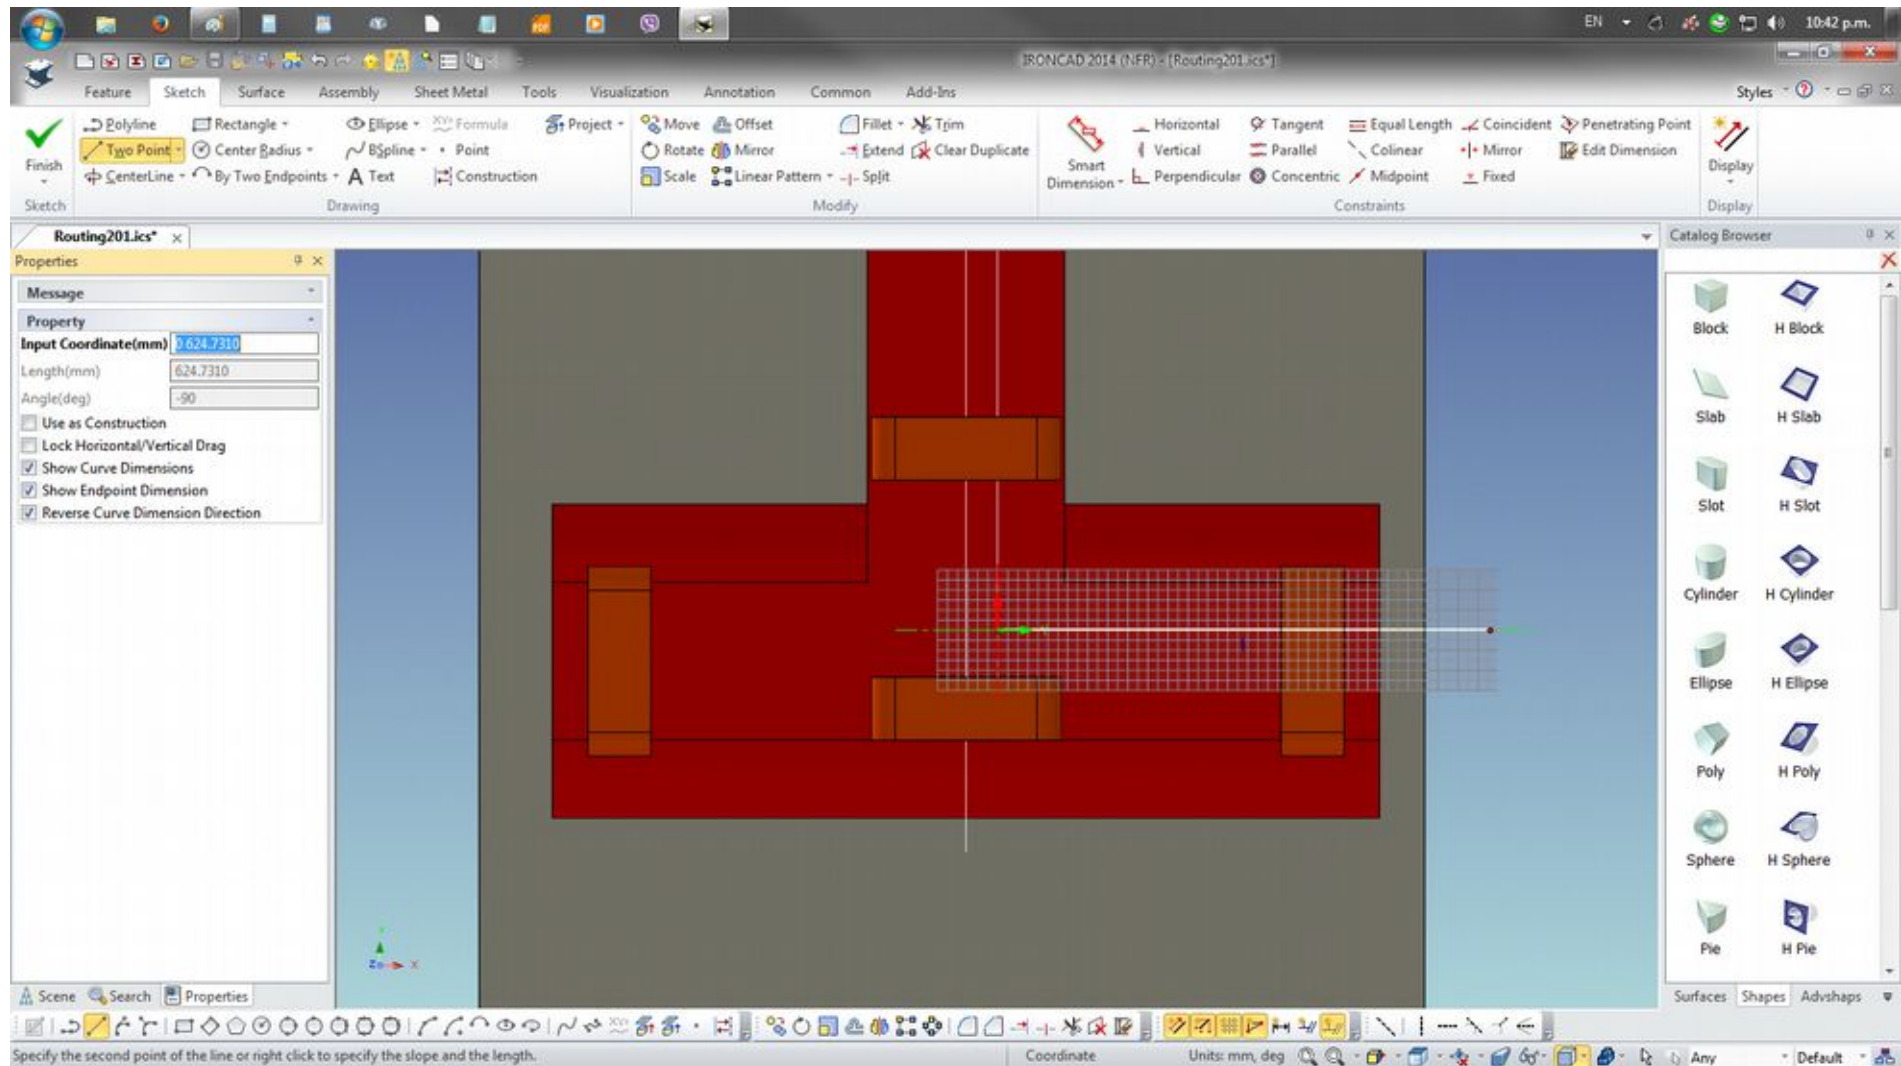 EN 10:42 p.m.
IRONCAD 2014 (NFR) - [Routing201.ics*]
Feature Sketch Surface Assembly Sheet Metal Tools Visualization Annotation Common Add-Ins Styles
Polyline Rectangle Ellipse Formula Project Move Offset Fillet Trim Horizontal Tangent Equal Length Coincident Penetrating Point
Two Point Center Radius BSpline Point Rotate Mirror Extend Clear Duplicate Vertical Parallel Colinear Mirror Edit Dimension
Finish Smart Dimension Display
CenterLine By Two Endpoints A Text Construction Scale Linear Pattern Split Perpendicular Concentric Midpoint Fixed
Sketch Drawing Modify Constraints Display
Routing201.ics*
Catalog Browser
Properties
Message
Property
Input Coordinate(mm) 0 624.7310
Length(mm) 624.7310
Angle(deg) -90
Use as Construction
Lock Horizontal/Vertical Drag
Show Curve Dimensions
Show Endpoint Dimension
Reverse Curve Dimension Direction
Block H Block
Slab H Slab
Slot H Slot
Cylinder H Cylinder
Ellipse H Ellipse
Poly H Poly
Sphere H Sphere
Pie H Pie
Z X
Scene Search Properties
Surfaces Shapes Advshaps
Specify the second point of the line or right click to specify the slope and the length. Coordinate Units: mm, deg Any Default